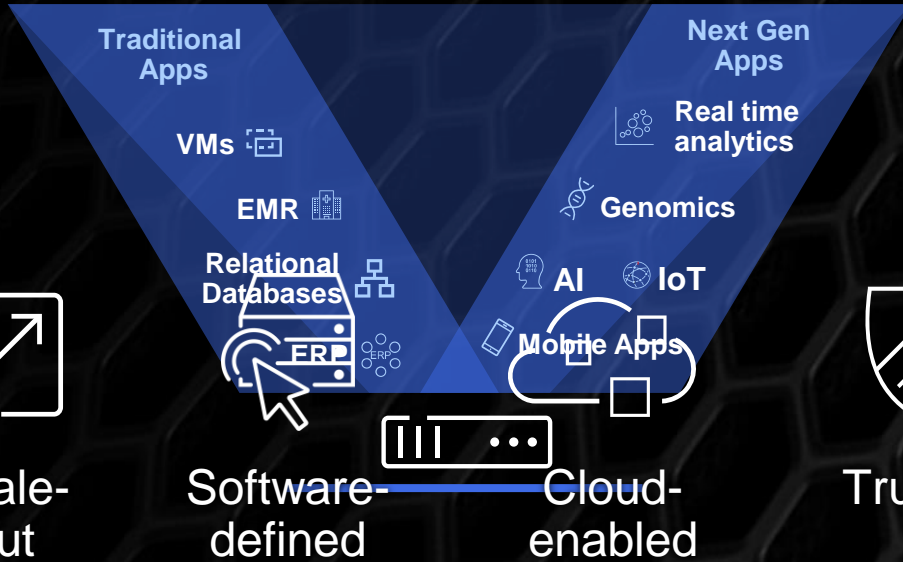 Traditional
Apps
VMs
EMR
Relational
Databases
ERP
ERP
Next Gen
Apps
Real time
analytics
Genomics
AI
IoT
Mobile Apps
ale-
ut
Software-
defined
Cloud-
enabled
Tru